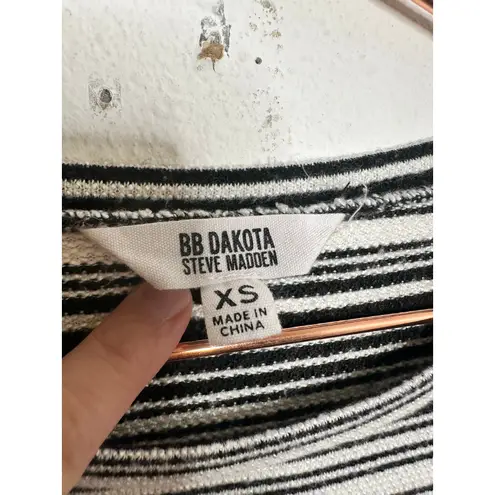 BB DAKOTA
STEVE MADDEN
XS
MADE IN
CHINA